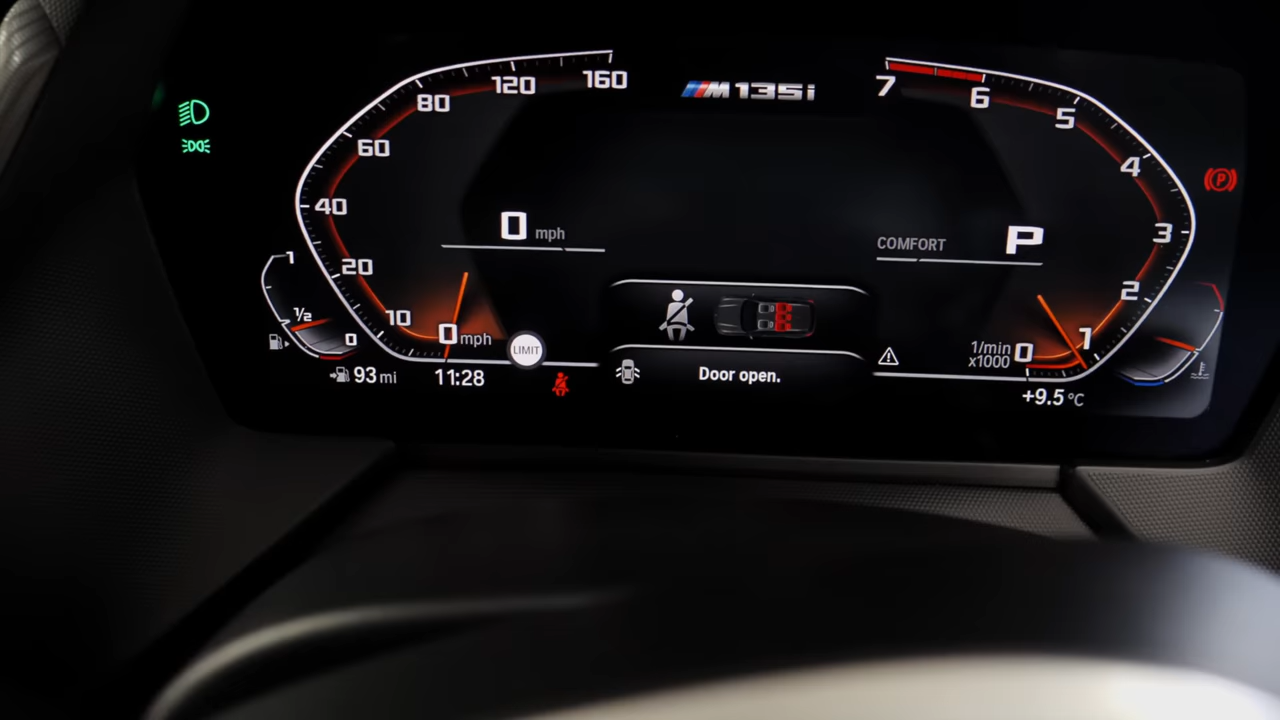 160
120
80
60
40
20
10
0 mph
0 mph
LIMIT
1
1/2
0
93 mi
11:28
M 135i
Door open.
COMFORT
P
7
6
5
4
3
2
1
0
1/min
x1000
+9.5 °C
(P)